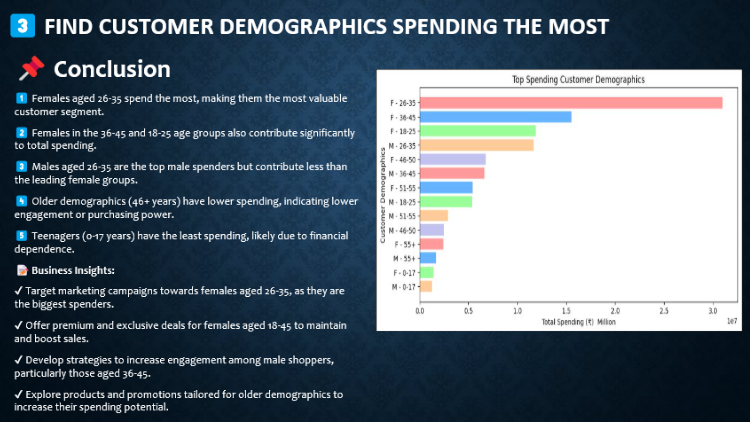 3 FIND CUSTOMER DEMOGRAPHICS SPENDING THE MOST
Conclusion
1 Females aged 26-35 spend the most, making them the most valuable
customer segment.
2 Females in the 36-45 and 18-25 age groups also contribute significantly
to total spending.
3 Males aged 26-35 are the top male spenders but contribute less than
the leading female groups.
4 Older demographics (46+ years) have lower spending, indicating lower
engagement or purchasing power.
5 Teenagers (0-17 years) have the least spending, likely due to financial
dependence.
Business Insights:
✓ Target marketing campaigns towards females aged 26-35, as they are
the biggest spenders.
✓ Offer premium and exclusive deals for females aged 18-45 to maintain
and boost sales.
✓ Develop strategies to increase engagement among male shoppers,
particularly those aged 36-45.
✓ Explore products and promotions tailored for older demographics to
increase their spending potential.
Top Spending Customer Demographics
Customer Demographics
F - 26-35
F - 36-45
F - 18-25
M - 26-35
F - 46-50
M - 36-45
F - 51-55
M - 18-25
M - 51-55
M - 46-50
F - 55+
M - 55+
F - 0-17
M - 0-17
0.0 0.5 1.0 1.5 2.0 2.5 3.0
1e7
Total Spending (₹) Million